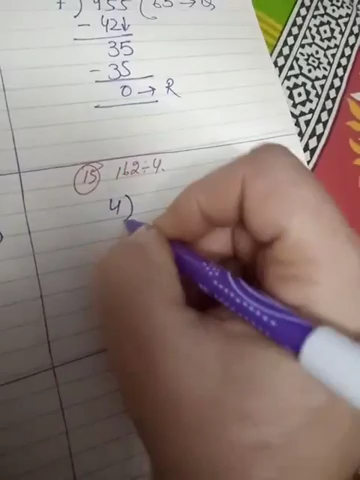 7 ) 455 ( 65 → Q
- 42↓
35
- 35
0 → R
15 162÷4.
4)